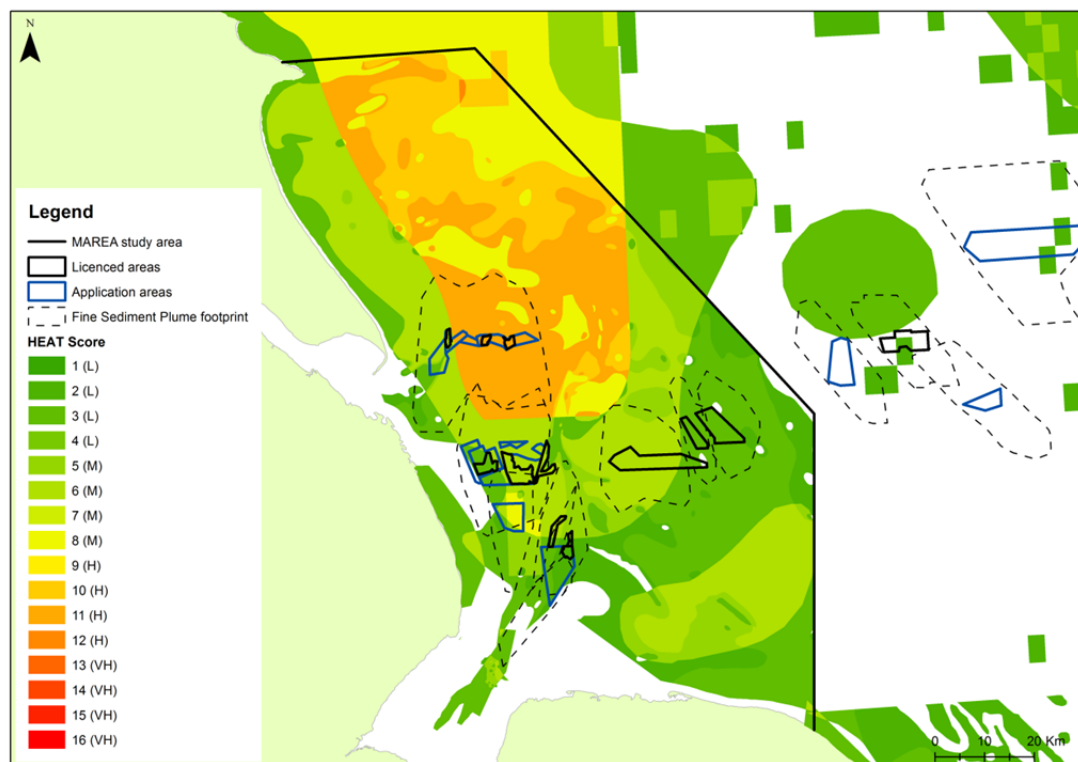 N
Legend
MAREA study area
Licenced areas
Application areas
Fine Sediment Plume footprint
HEAT Score
1 (L)
2 (L)
3 (L)
4 (L)
5 (M)
6 (M)
7 (M)
8 (M)
9 (H)
10 (H)
11 (H)
12 (H)
13 (VH)
14 (VH)
15 (VH)
16 (VH)
0 10 20 Km